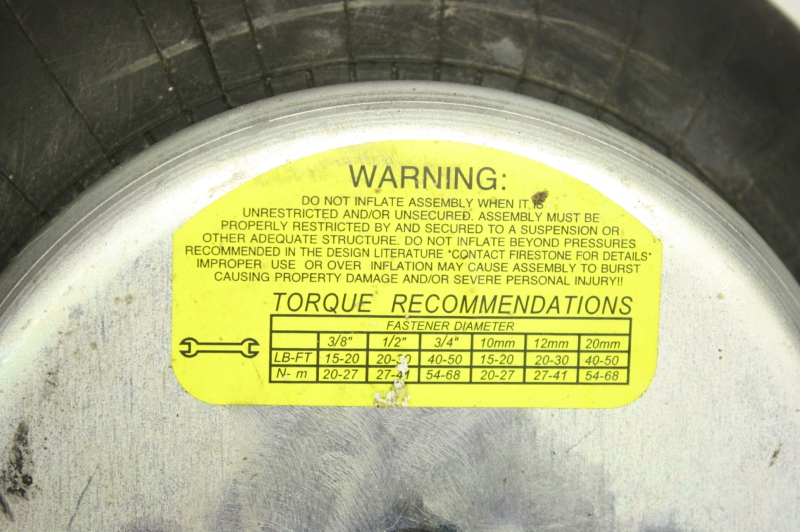 WARNING:
DO NOT INFLATE ASSEMBLY WHEN IT IS
UNRESTRICTED AND/OR UNSECURED. ASSEMBLY MUST BE
PROPERLY RESTRICTED BY AND SECURED TO A SUSPENSION OR
OTHER ADEQUATE STRUCTURE. DO NOT INFLATE BEYOND PRESSURES
RECOMMENDED IN THE DESIGN LITERATURE "CONTACT FIRESTONE FOR DETAILS"
IMPROPER USE OR OVER INFLATION MAY CAUSE ASSEMBLY TO BURST
CAUSING PROPERTY DAMAGE AND/OR SEVERE PERSONAL INJURY!!
TORQUE RECOMMENDATIONS
FASTENER DIAMETER
3/8" 1/2" 3/4" 10mm 12mm 20mm
LB-FT 15-20 20-30 40-50 15-20 20-30 40-50
N- m 20-27 27-41 54-68 20-27 27-41 54-68